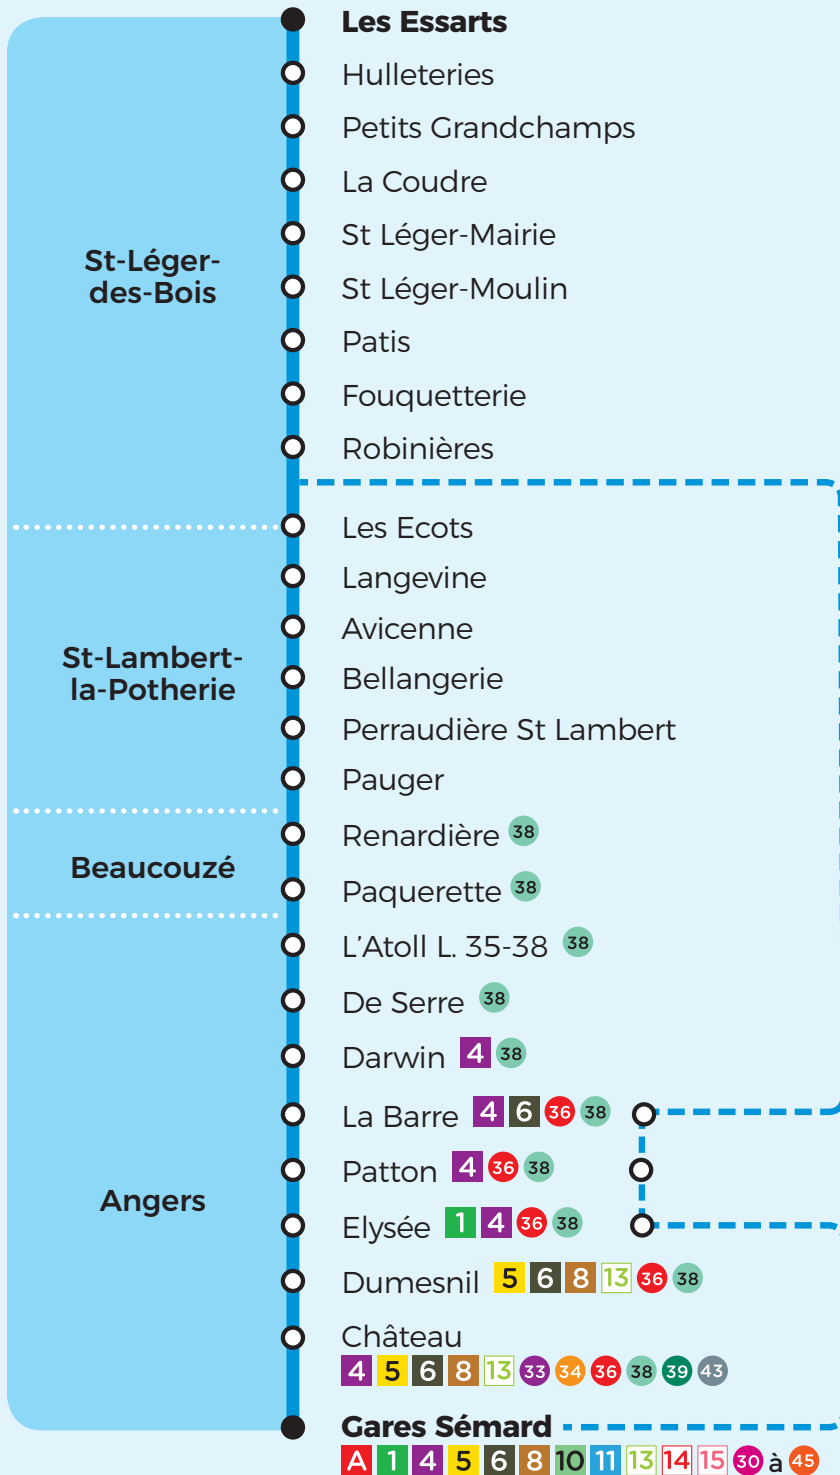 Les Essarts
Hulleteries
Petits Grandchamps
La Coudre
St Léger-Mairie
St-Léger-
des-Bois
St Léger-Moulin
Patis
Fouquetterie
Robinières
Les Ecots
Langevine
Avicenne
St-Lambert-
la-Potherie
Bellangerie
Perraudière St Lambert
Pauger
Renardière 38
Beaucouzé
Paquerette 38
L'Atoll L. 35-38 38
De Serre 38
Darwin 4 38
La Barre 4 6 36 38
Patton 4 36 38
Angers
Elysée 1 4 36 38
Dumesnil 5 6 8 13 36 38
Château
4 5 6 8 13 33 34 36 38 39 43
Gares Sémard
A 1 4 5 6 8 10 11 13 14 15 30 à 45